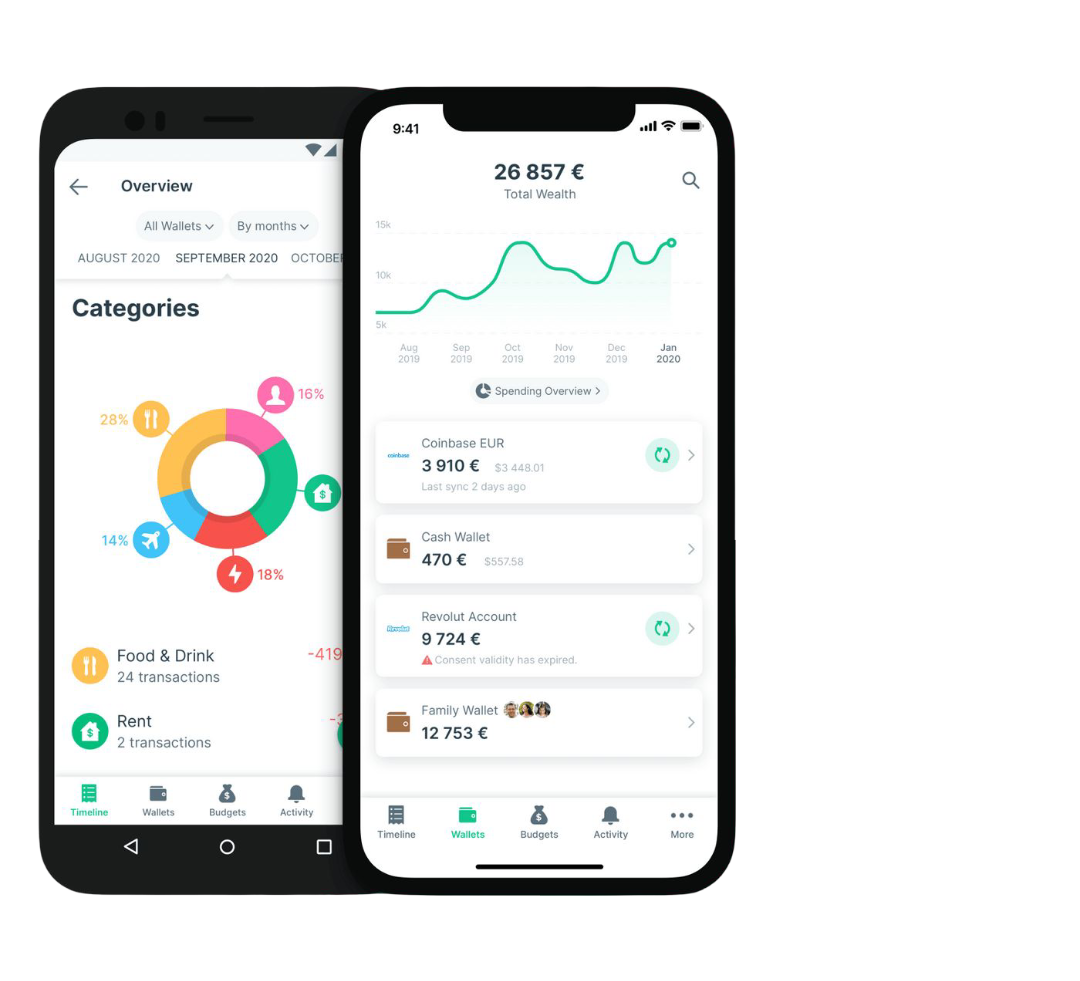 Overview
All Wallets
By months
AUGUST 2020
SEPTEMBER 2020
OCTOBE
Categories
16%
28%
14%
18%
Food & Drink
-419
24 transactions
Rent
2 transactions
Timeline
Wallets
Budgets
Activity
9:41
26 857 €
Total Wealth
15k
10k
5k
Aug 2019
Sep 2019
Oct 2019
Nov 2019
Dec 2019
Jan 2020
Spending Overview
coinbase
Coinbase EUR
3 910 € $3 448.01
Last sync 2 days ago
Cash Wallet
470 € $557.58
Revolut
Revolut Account
9 724 €
Consent validity has expired.
Family Wallet
12 753 €
Timeline
Wallets
Budgets
Activity
More